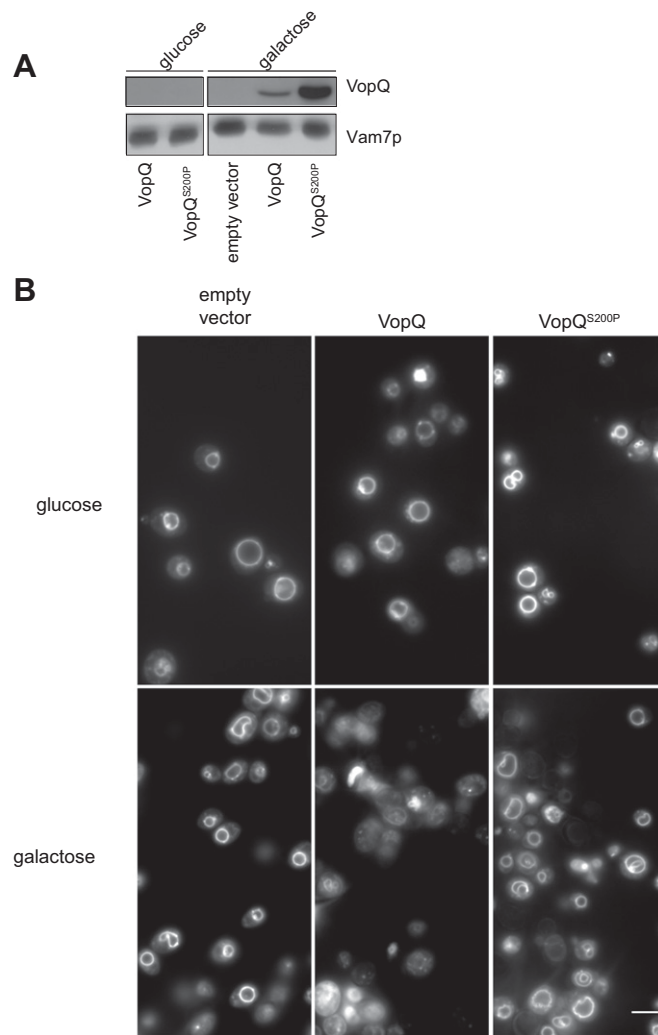 A
glucose
galactose
VopQ
Vam7p
VopQ
VopQS200P
empty vector
VopQ
VopQS200P
B
empty
vector
VopQ
VopQS200P
glucose
galactose